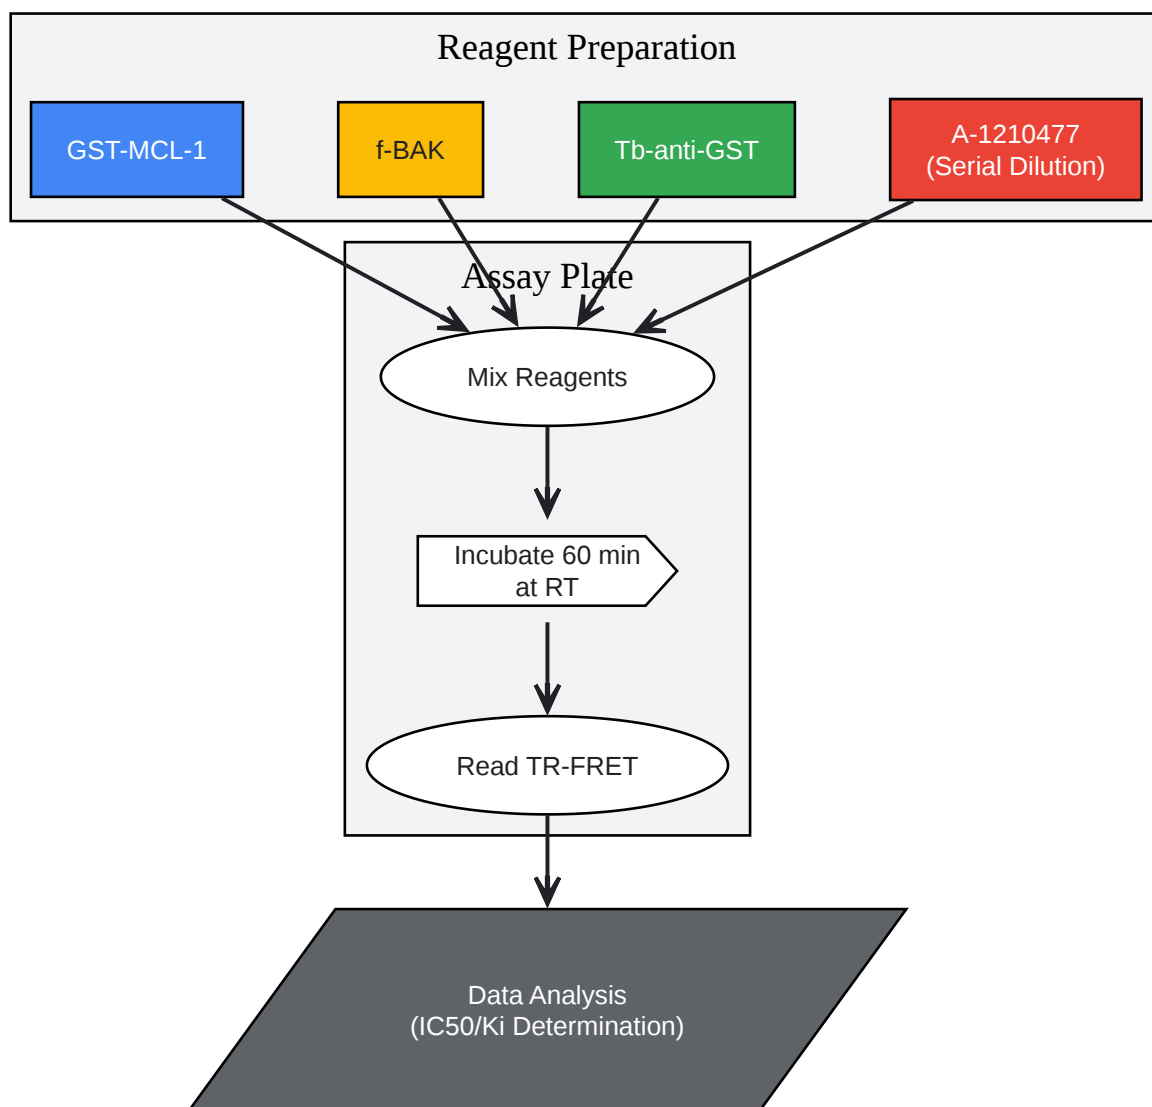 Reagent Preparation
GST-MCL-1
f-BAK
Tb-anti-GST
A-1210477
(Serial Dilution)
Assay Plate
Mix Reagents
Incubate 60 min
at RT
Read TR-FRET
Data Analysis
(IC50/Ki Determination)